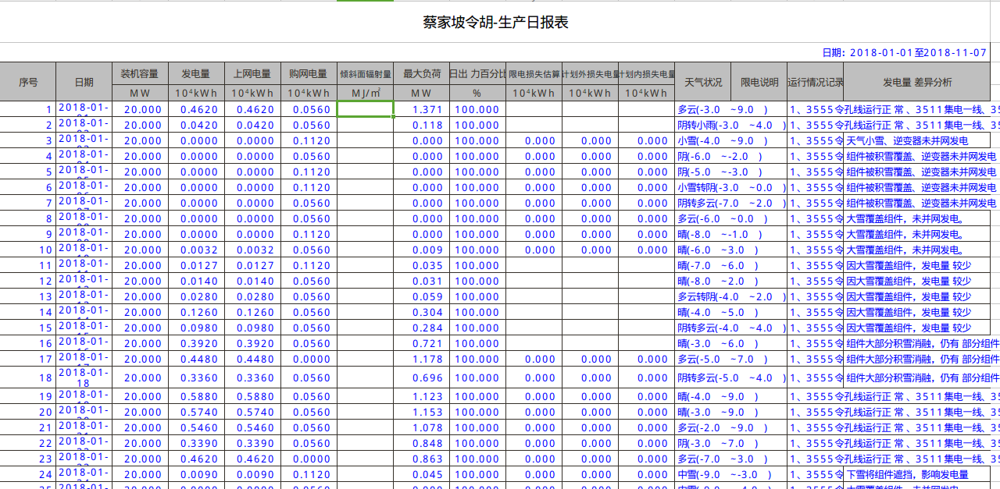 蔡家坡令胡-生产日报表
日期：2018-01-01至2018-11-07
序号 日期 装机容量 发电量 上网电量 购网电量 倾斜面辐射量 最大负荷 日出 力百分比 限电损失估算 计划外损失电量 计划内损失电量 天气状况 限电说明 运行情况记录 发电量 差异分析
MW 10⁴kWh 10⁴kWh 10⁴kWh MJ/㎡ MW % 10⁴kWh 10⁴kWh 10⁴kWh
1 2018-01- 20.000 0.4620 0.4620 0.0560 1.371 100.000 多云(-3.0 ~9.0 ) 1、3555令孔线运行正 常 、3511集电一线、35
2 2018-01- 20.000 0.0420 0.0420 0.0560 0.118 100.000 阴转小雨(-3.0 ~4.0 ) 1、3555令孔线运行正 常 、3511集电一线、35
3 2018-01- 20.000 0.0000 0.0000 0.1120 0.000 100.000 0.000 0.000 0.000 小雪(-4.0 ~9.0 ) 1、3555令 天气小雪、逆变器未并网发电
4 2018-01- 20.000 0.0000 0.0000 0.0560 0.000 100.000 0.000 0.000 0.000 阴(-6.0 ~-2.0 ) 1、3555令 组件被积雪覆盖、逆变器未并网发电
5 2018-01- 20.000 0.0000 0.0000 0.1120 0.000 100.000 0.000 0.000 0.000 阴(-5.0 ~-3.0 ) 1、3555令 组件被积雪覆盖、逆变器未并网发电
6 2018-01- 20.000 0.0000 0.0000 0.1120 0.000 100.000 0.000 0.000 0.000 小雪转阴(-3.0 ~0.0 ) 1、3555令 组件被积雪覆盖、逆变器未并网发电
7 2018-01- 20.000 0.0000 0.0000 0.0560 0.000 100.000 0.000 0.000 0.000 阴转多云(-7.0 ~2.0 ) 1、3555令 组件被积雪覆盖、逆变器未并网发电
8 2018-01- 20.000 0.0000 0.0000 0.0560 0.000 100.000 0.000 0.000 0.000 多云(-6.0 ~0.0 ) 1、3555令 大雪覆盖组件，未并网发电。
9 2018-01- 20.000 0.0000 0.0000 0.1120 0.000 100.000 0.000 0.000 0.000 晴(-8.0 ~-1.0 ) 1、3555令 大雪覆盖组件，未并网发电。
10 2018-01- 20.000 0.0032 0.0032 0.0560 0.009 100.000 0.000 0.000 0.000 晴(-6.0 ~3.0 ) 1、3555令 大雪覆盖组件，未并网发电。
11 2018-01- 20.000 0.0127 0.0127 0.1120 0.035 100.000 晴(-7.0 ~6.0 ) 1、3555令 因大雪覆盖组件，发电量 较少
12 2018-01- 20.000 0.0140 0.0140 0.0560 0.031 100.000 晴(-8.0 ~2.0 ) 1、3555令 因大雪覆盖组件，发电量 较少
13 2018-01- 20.000 0.0280 0.0280 0.0560 0.059 100.000 多云转阴(-4.0 ~2.0 ) 1、3555令 因大雪覆盖组件，发电量 较少
14 2018-01- 20.000 0.1260 0.1260 0.0560 0.304 100.000 晴(-4.0 ~5.0 ) 1、3555令 因大雪覆盖组件，发电量 较少
15 2018-01- 20.000 0.0980 0.0980 0.0560 0.284 100.000 阴转多云(-4.0 ~4.0 ) 1、3555令 因大雪覆盖组件，发电量 较少
16 2018-01- 20.000 0.3920 0.3920 0.0560 0.721 100.000 晴(-3.0 ~6.0 ) 1、3555令 组件大部分积雪消融，仍有 部分组件
17 2018-01- 20.000 0.4480 0.4480 0.0000 1.178 100.000 0.000 0.000 0.000 多云(-5.0 ~7.0 ) 1、3555令 组件大部分积雪消融，仍有 部分组件
18 2018-01-18 20.000 0.3360 0.3360 0.0560 0.696 100.000 0.000 0.000 0.000 阴转多云(-5.0 ~4.0 ) 1、3555令 组件大部分积雪消融，仍有 部分组件
19 2018-01- 20.000 0.5880 0.5880 0.0560 1.123 100.000 0.000 0.000 0.000 晴(-4.0 ~9.0 ) 1、3555令孔线运行正 常 、3511集电一线、35
20 2018-01- 20.000 0.5740 0.5740 0.0560 1.153 100.000 0.000 0.000 0.000 晴(-3.0 ~9.0 ) 1、3555令孔线运行正 常 、3511集电一线、35
21 2018-01- 20.000 0.5460 0.5460 0.0560 1.078 100.000 0.000 0.000 0.000 多云(-2.0 ~9.0 ) 1、3555令孔线运行正 常 、3511集电一线、35
22 2018-01- 20.000 0.3390 0.3390 0.0560 0.848 100.000 0.000 0.000 0.000 阴(-3.0 ~7.0 ) 1、3555令孔线运行正 常 、3511集电一线、35
23 2018-01- 20.000 0.4620 0.4620 0.0000 0.863 100.000 0.000 0.000 0.000 多云(-7.0 ~3.0 ) 1、3555令孔线运行正 常 、3511集电一线、35
24 2018-01- 20.000 0.0090 0.0090 0.1120 0.045 100.000 0.000 0.000 0.000 中雪(-9.0 ~-3.0 ) 1、3555令 下雪将组件遮挡，影响发电量